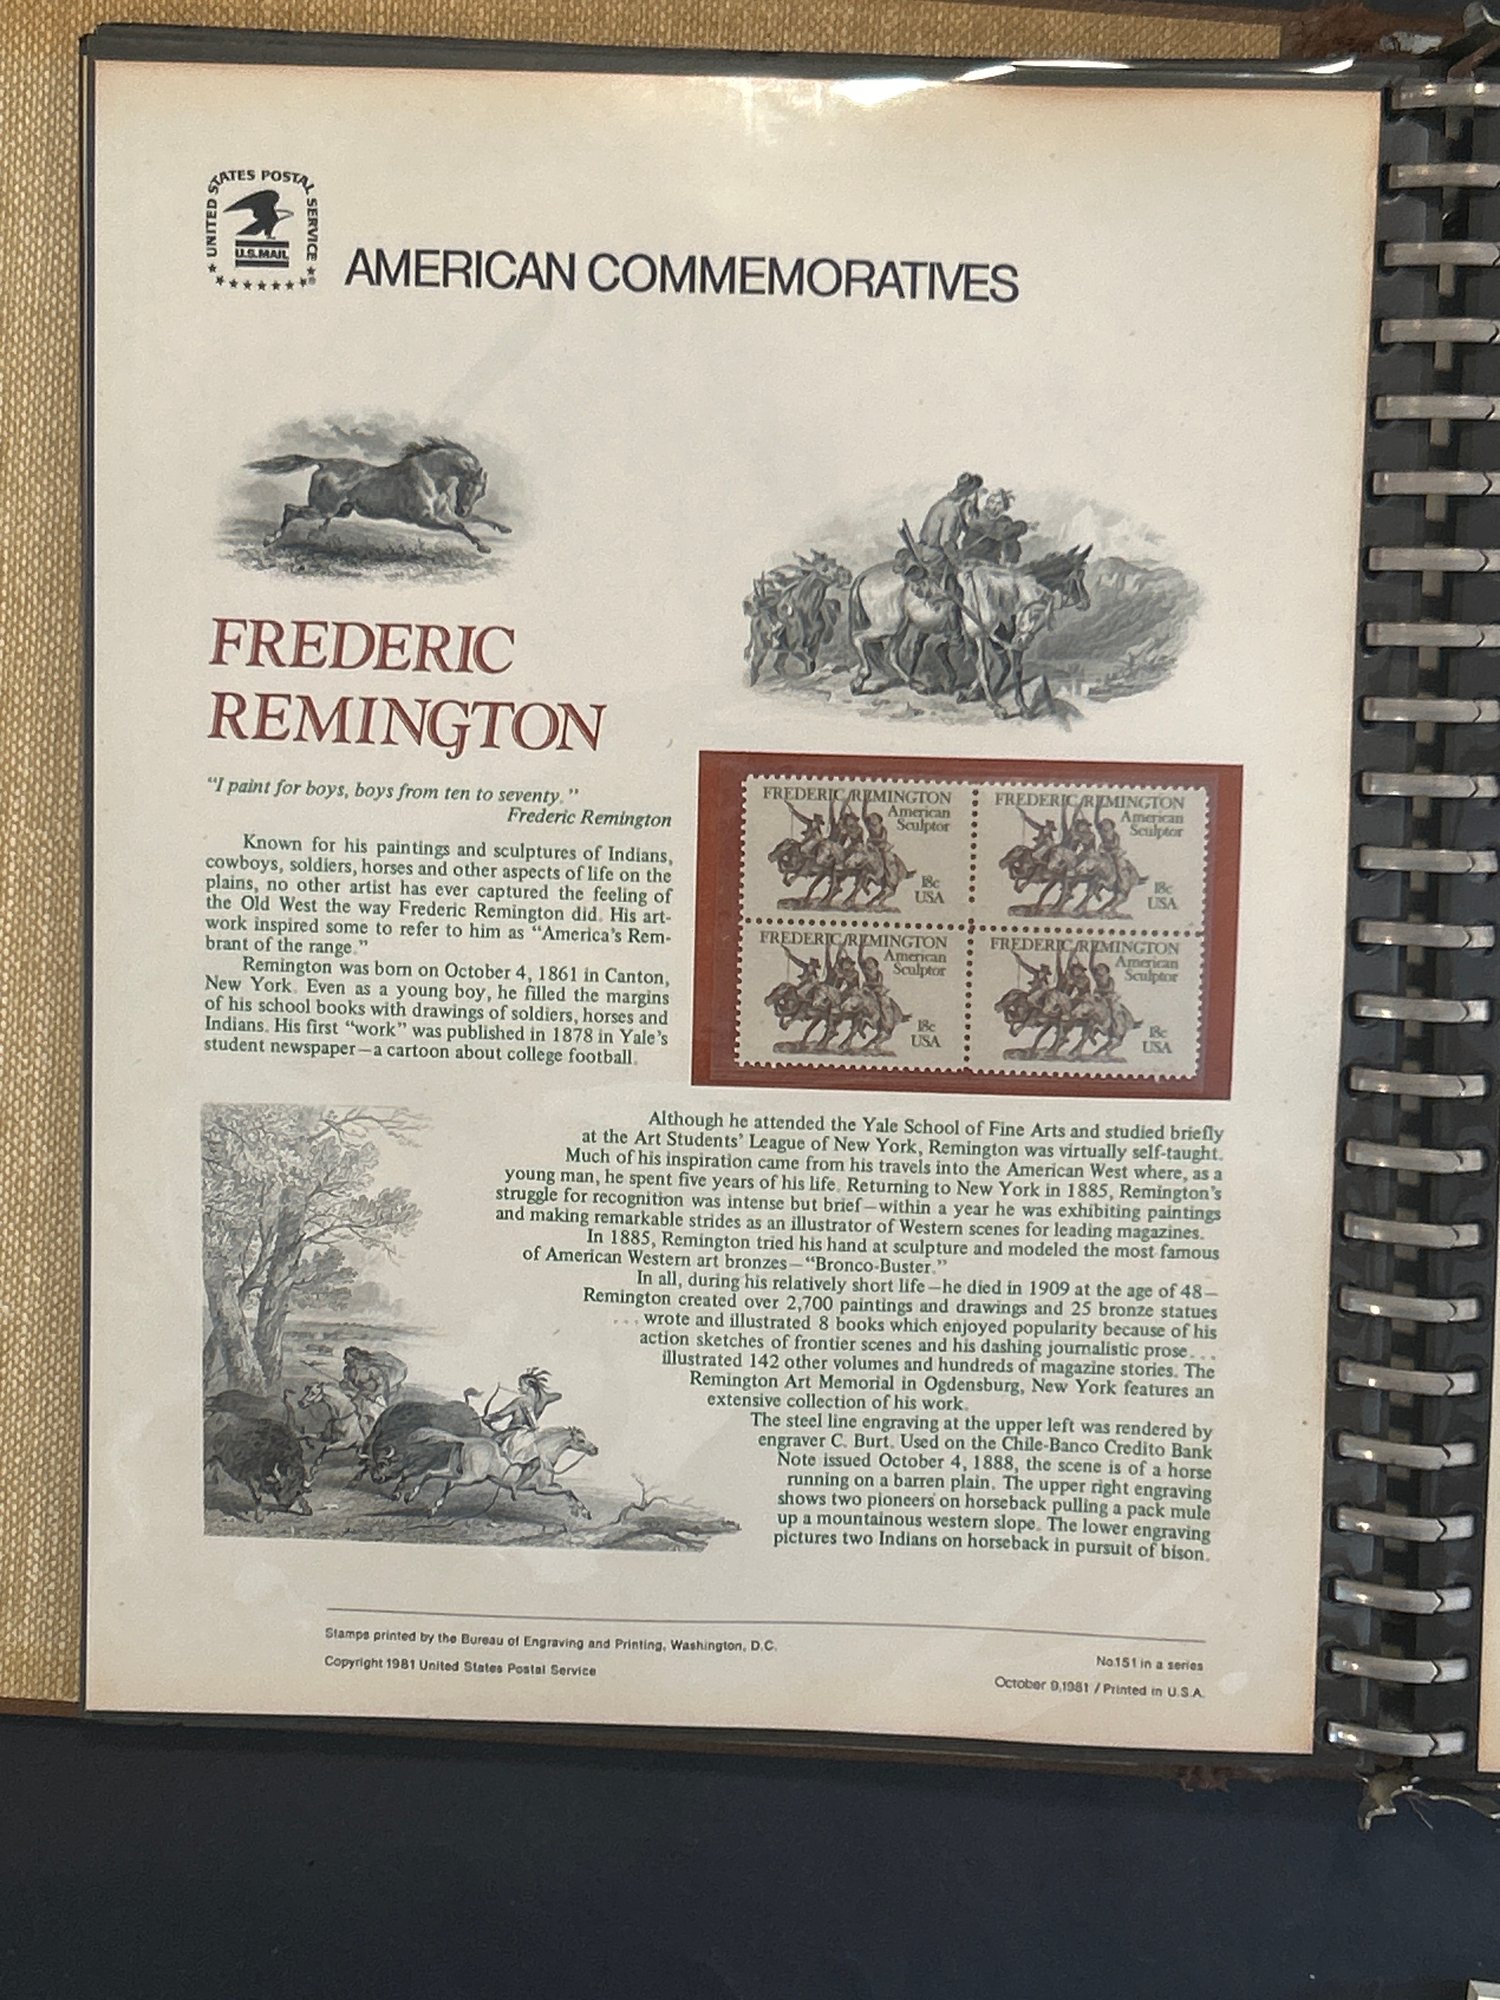 UNITED STATES POSTAL SERVICE
U.S.MAIL
AMERICAN COMMEMORATIVES
FREDERIC
REMINGTON
"I paint for boys, boys from ten to seventy."
Frederic Remington
Known for his paintings and sculptures of Indians,
cowboys, soldiers, horses and other aspects of life on the
plains, no other artist has ever captured the feeling of
the Old West the way Frederic Remington did. His art-
work inspired some to refer to him as "America's Rem-
brant of the range."
Remington was born on October 4, 1861 in Canton,
New York. Even as a young boy, he filled the margins
of his school books with drawings of soldiers, horses and
Indians. His first "work" was published in 1878 in Yale's
student newspaper—a cartoon about college football.
FREDERIC REMINGTON
American
Sculptor
18c
USA
FREDERIC REMINGTON
American
Sculptor
18c
USA
FREDERIC REMINGTON
American
Sculptor
18c
USA
FREDERIC REMINGTON
American
Sculptor
18c
USA
Although he attended the Yale School of Fine Arts and studied briefly
at the Art Students' League of New York, Remington was virtually self-taught.
Much of his inspiration came from his travels into the American West where, as a
young man, he spent five years of his life. Returning to New York in 1885, Remington's
struggle for recognition was intense but brief—within a year he was exhibiting paintings
and making remarkable strides as an illustrator of Western scenes for leading magazines.
In 1885, Remington tried his hand at sculpture and modeled the most famous
of American Western art bronzes—"Bronco-Buster."
In all, during his relatively short life—he died in 1909 at the age of 48—
Remington created over 2,700 paintings and drawings and 25 bronze statues
. . . wrote and illustrated 8 books which enjoyed popularity because of his
action sketches of frontier scenes and his dashing journalistic prose. . .
illustrated 142 other volumes and hundreds of magazine stories. The
Remington Art Memorial in Ogdensburg, New York features an
extensive collection of his work.
The steel line engraving at the upper left was rendered by
engraver C. Burt. Used on the Chile-Banco Credito Bank
Note issued October 4, 1888, the scene is of a horse
running on a barren plain. The upper right engraving
shows two pioneers on horseback pulling a pack mule
up a mountainous western slope. The lower engraving
pictures two Indians on horseback in pursuit of bison.
Stamps printed by the Bureau of Engraving and Printing, Washington, D.C.
Copyright 1981 United States Postal Service
No.151 in a series
October 9,1981 / Printed in U.S.A.